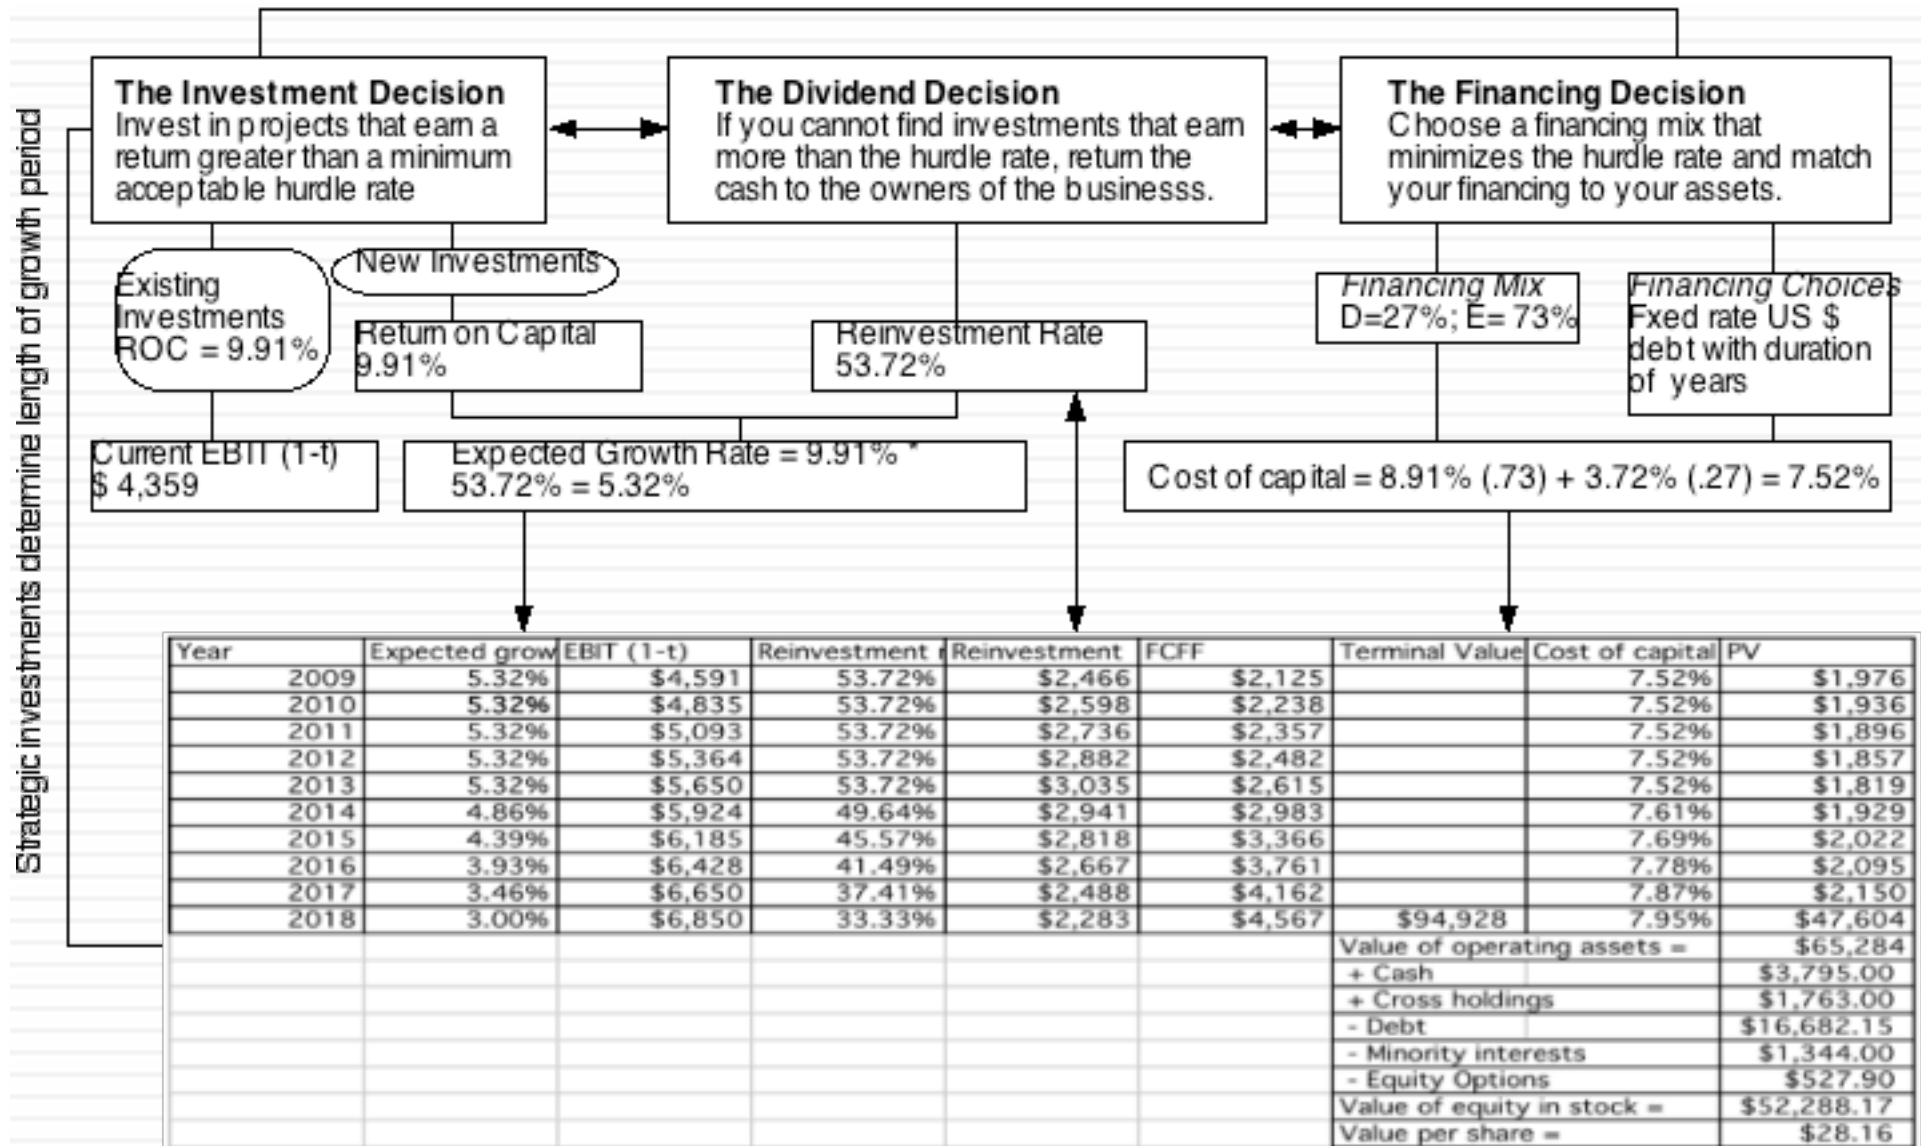 Strategic investments determine length of growth period
The Investment Decision
Invest in projects that earn a
return greater than a minimum
acceptable hurdle rate
The Dividend Decision
If you cannot find investments that earn
more than the hurdle rate, return the
cash to the owners of the businesss.
The Financing Decision
Choose a financing mix that
minimizes the hurdle rate and match
your financing to your assets.
Existing
Investments
ROC = 9.91%
New Investments
Return on Capital
9.91%
Reinvestment Rate
53.72%
Financing Mix
D=27%; E= 73%
Financing Choices
Fxed rate US $
debt with duration
of years
Current EBIT (1-t)
$ 4,359
Expected Growth Rate = 9.91% *
53.72% = 5.32%
Cost of capital = 8.91% (.73) + 3.72% (.27) = 7.52%
Year Expected grow EBIT (1-t) Reinvestment r Reinvestment FCFF Terminal Value Cost of capital PV
2009 5.32% $4,591 53.72% $2,466 $2,125 7.52% $1,976
2010 5.32% $4,835 53.72% $2,598 $2,238 7.52% $1,936
2011 5.32% $5,093 53.72% $2,736 $2,357 7.52% $1,896
2012 5.32% $5,364 53.72% $2,882 $2,482 7.52% $1,857
2013 5.32% $5,650 53.72% $3,035 $2,615 7.52% $1,819
2014 4.86% $5,924 49.64% $2,941 $2,983 7.61% $1,929
2015 4.39% $6,185 45.57% $2,818 $3,366 7.69% $2,022
2016 3.93% $6,428 41.49% $2,667 $3,761 7.78% $2,095
2017 3.46% $6,650 37.41% $2,488 $4,162 7.87% $2,150
2018 3.00% $6,850 33.33% $2,283 $4,567 $94,928 7.95% $47,604
Value of operating assets = $65,284
+ Cash $3,795.00
+ Cross holdings $1,763.00
- Debt $16,682.15
- Minority interests $1,344.00
- Equity Options $527.90
Value of equity in stock = $52,288.17
Value per share = $28.16